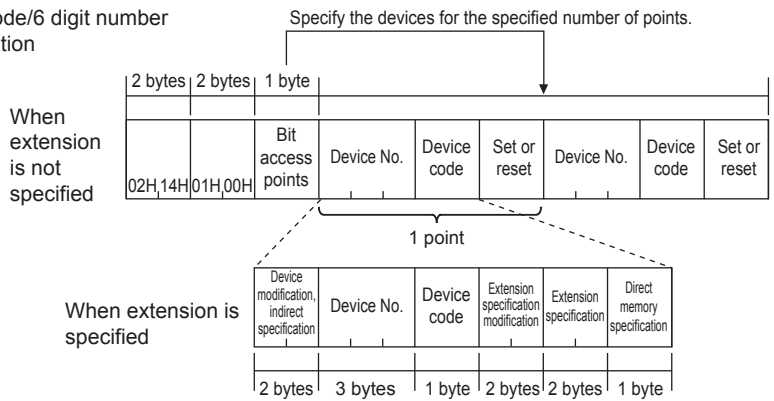 ode/6 digit number
tion
Specify the devices for the specified number of points.
2 bytes 2 bytes 1 byte
When
extension
is not
specified
02H 14H 01H 00H
Bit
access
points
Device No.
Device
code
Set or
reset
Device No.
Device
code
Set or
reset
1 point
When extension is
specified
Device
modification,
indirect
specification
Device No.
Device
code
Extension
specification
modification
Extension
specification
Direct
memory
specification
2 bytes 3 bytes 1 byte 2 bytes 2 bytes 1 byte